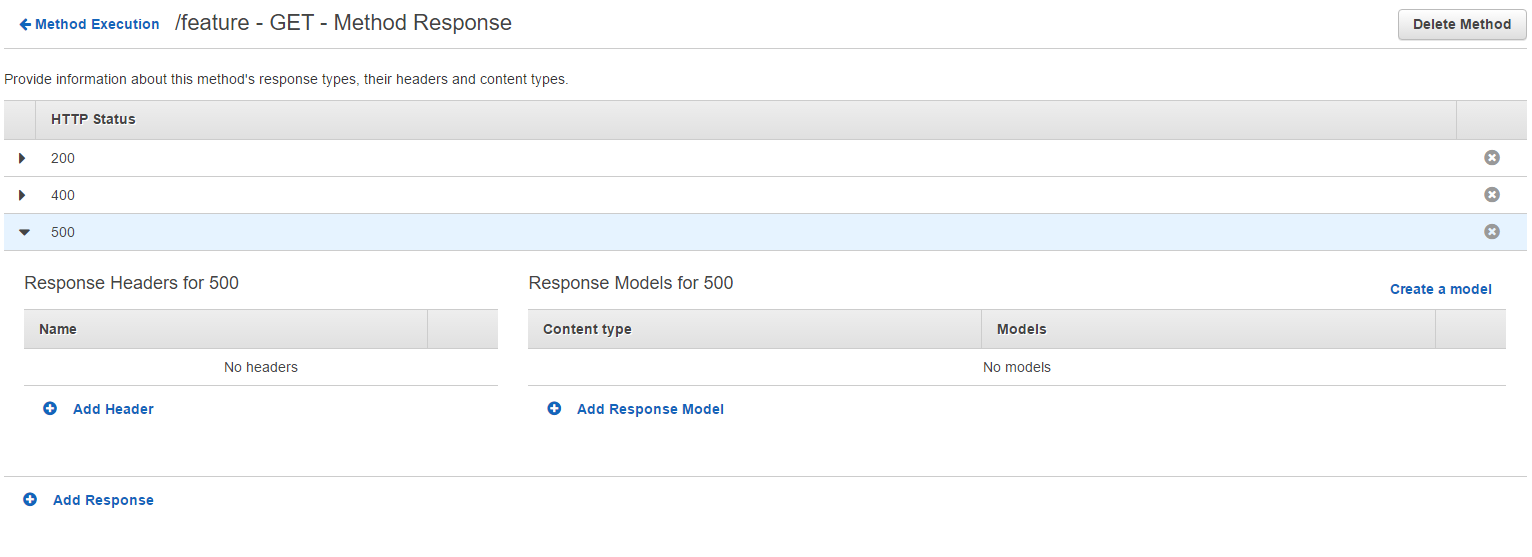 Method Execution /feature - GET - Method Response Delete Method
Provide information about this method's response types, their headers and content types.
HTTP Status
200
400
500
Response Headers for 500 Response Models for 500 Create a model
Name Content type Models
No headers No models
Add Header Add Response Model
Add Response